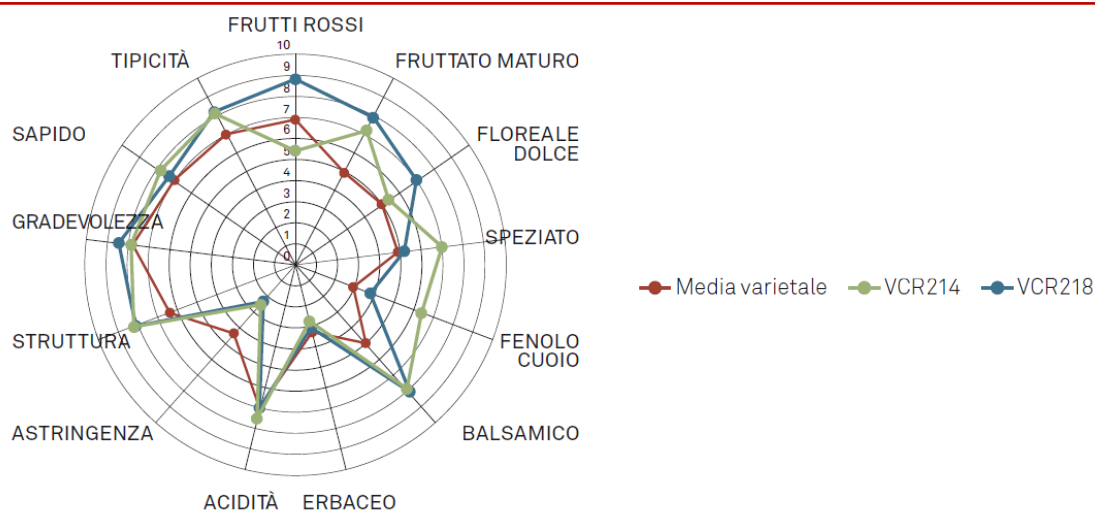 FRUTTI ROSSI
10
9
8
7
6
5
4
3
2
1
0
FRUTTATO MATURO
FLOREALE
DOLCE
SPEZIATO
FENOLO
CUOIO
BALSAMICO
ERBACEO
ACIDITÀ
ASTRINGENZA
STRUTTURA
GRADEVOLEZZA
SAPIDO
TIPICITÀ
Media varietale
VCR214
VCR218